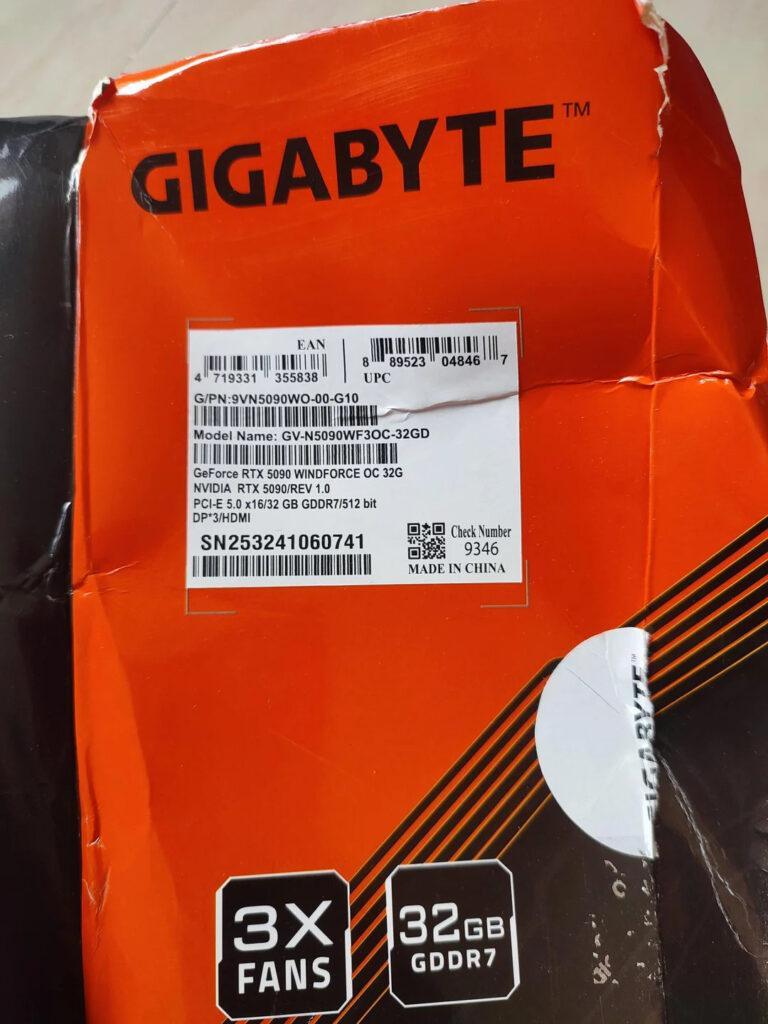 GIGABYTE™
EAN
4 719331 355838
8 89523 04846 7
UPC
G/PN:9VN5090WO-00-G10
Model Name: GV-N5090WF3OC-32GD
GeForce RTX 5090 WINDFORCE OC 32G
NVIDIA RTX 5090/REV 1.0
PCI-E 5.0 x16/32 GB GDDR7/512 bit
DP*3/HDMI
SN253241060741
Check Number
9346
MADE IN CHINA
GIGABYTE™
3X
FANS
32GB
GDDR7